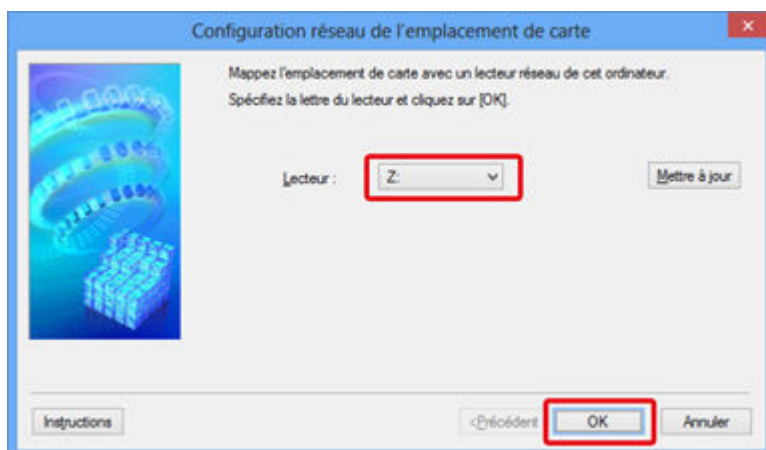 Configuration réseau de l'emplacement de carte
Mappez l'emplacement de carte avec un lecteur réseau de cet ordinateur.
Spécifiez la lettre du lecteur et cliquez sur [OK].
Lecteur : Z: Mettre à jour
Instructions <Précédent OK Annuler